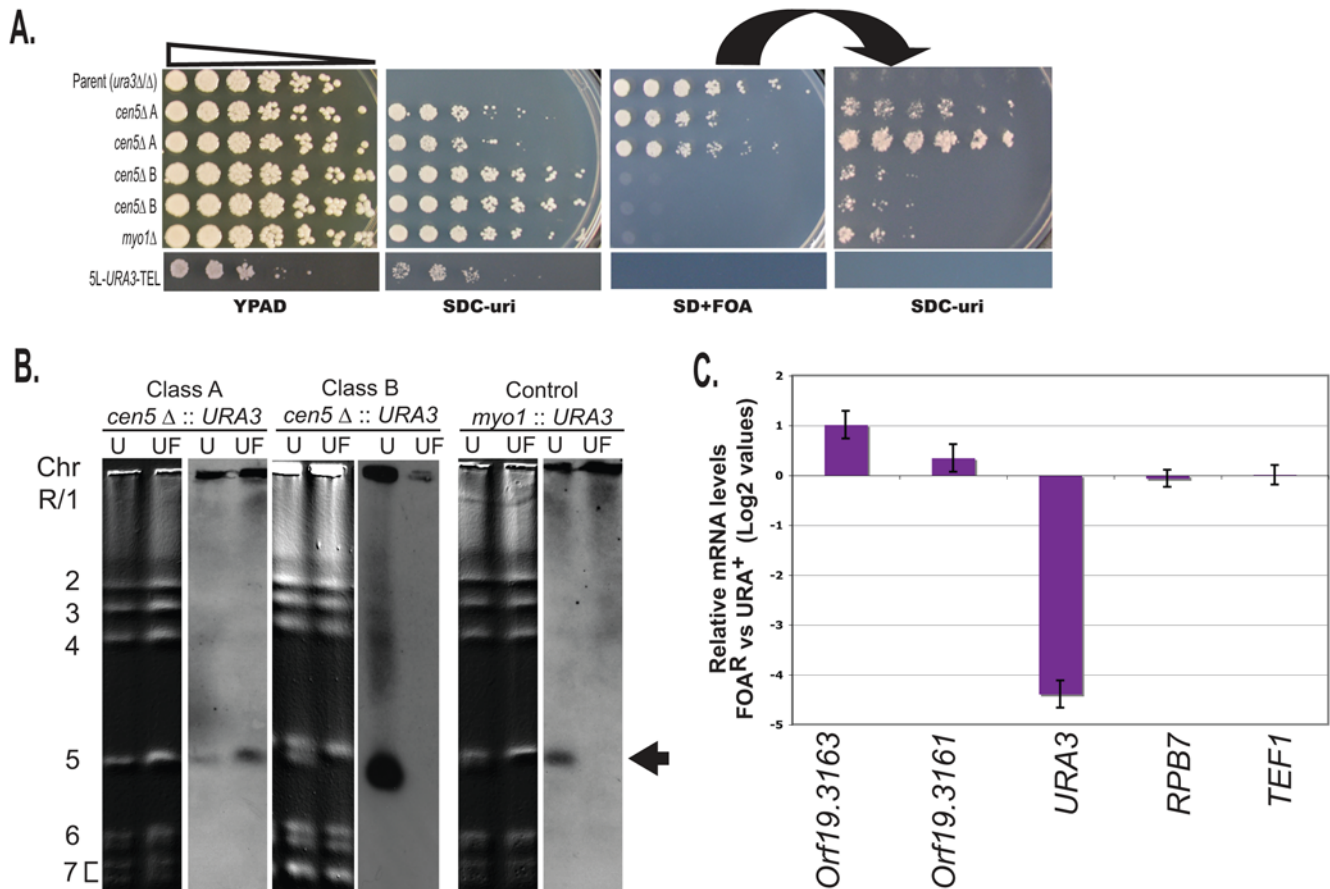 A.
Parent (ura3Δ/Δ)
cen5Δ A
cen5Δ A
cen5Δ B
cen5Δ B
myo1Δ
5L-URA3-TEL
YPAD
SDC-uri
SD+FOA
SDC-uri
B.
Class A
cen5 Δ :: URA3
Class B
cen5 Δ :: URA3
Control
myo1 :: URA3
U UF U UF
U UF U UF
U UF U UF
Chr
R/1
2
3
4
5
6
7
C.
Relative mRNA levels
FOAR vs URA+ (Log2 values)
2
1
0
-1
-2
-3
-4
-5
Orf19.3163
Orf19.3161
URA3
RPB7
TEF1